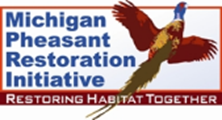 Michigan
Pheasant
Restoration
Initiative
RESTORING HABITAT TOGETHER